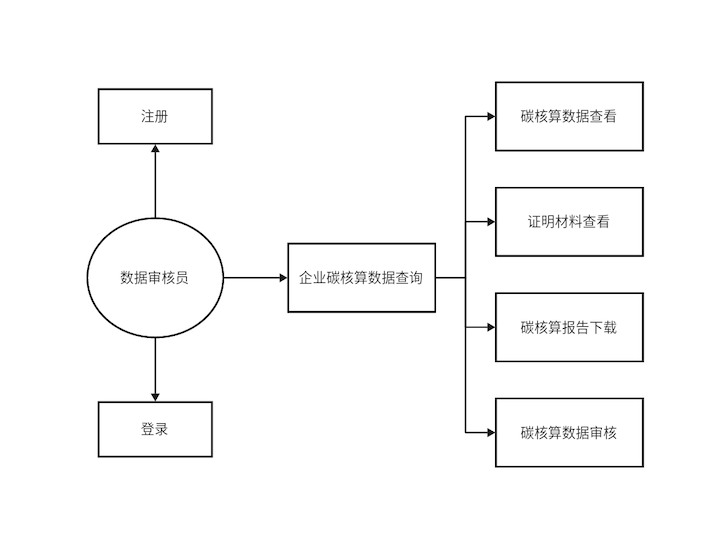 注册
数据审核员
登录
企业碳核算数据查询
碳核算数据查看
证明材料查看
碳核算报告下载
碳核算数据审核